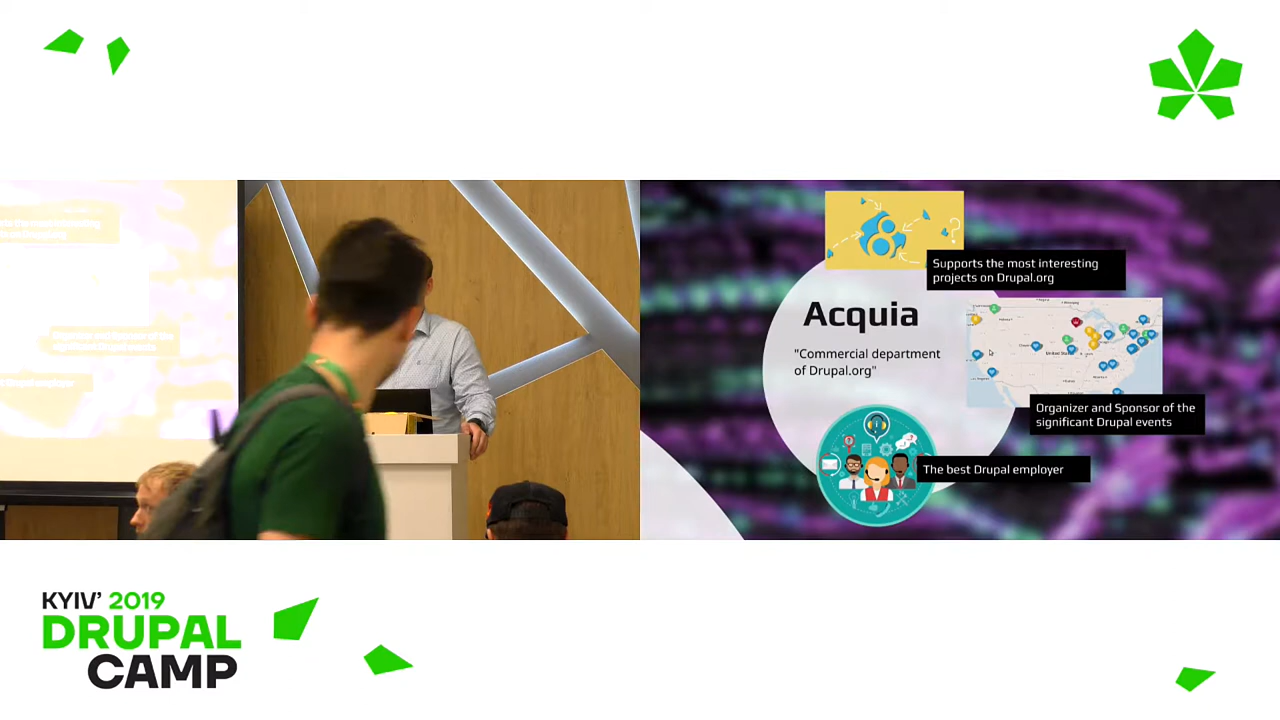 Supports the most interesting
projects on Drupal.org
Acquia
"Commercial department
of Drupal.org"
Organizer and Sponsor of the
significant Drupal events
The best Drupal employer
KYIV' 2019
DRUPAL
CAMP